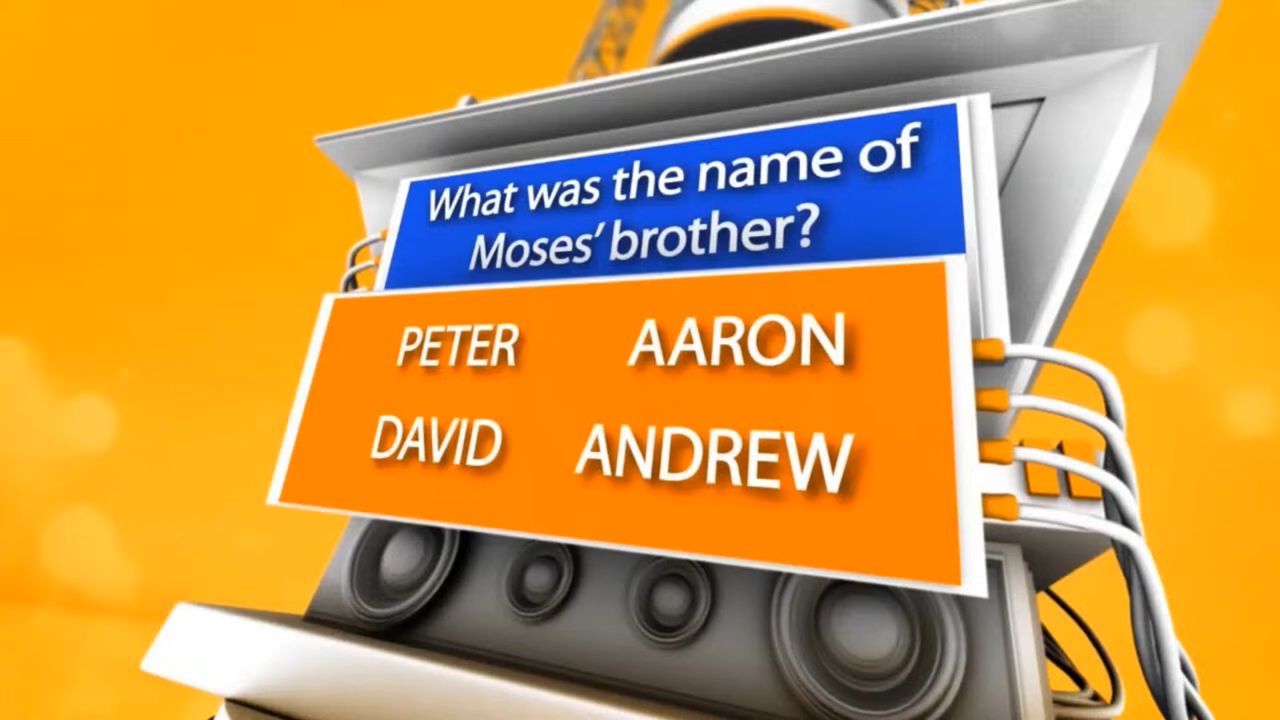 What was the name of
Moses' brother?
PETER AARON
DAVID ANDREW